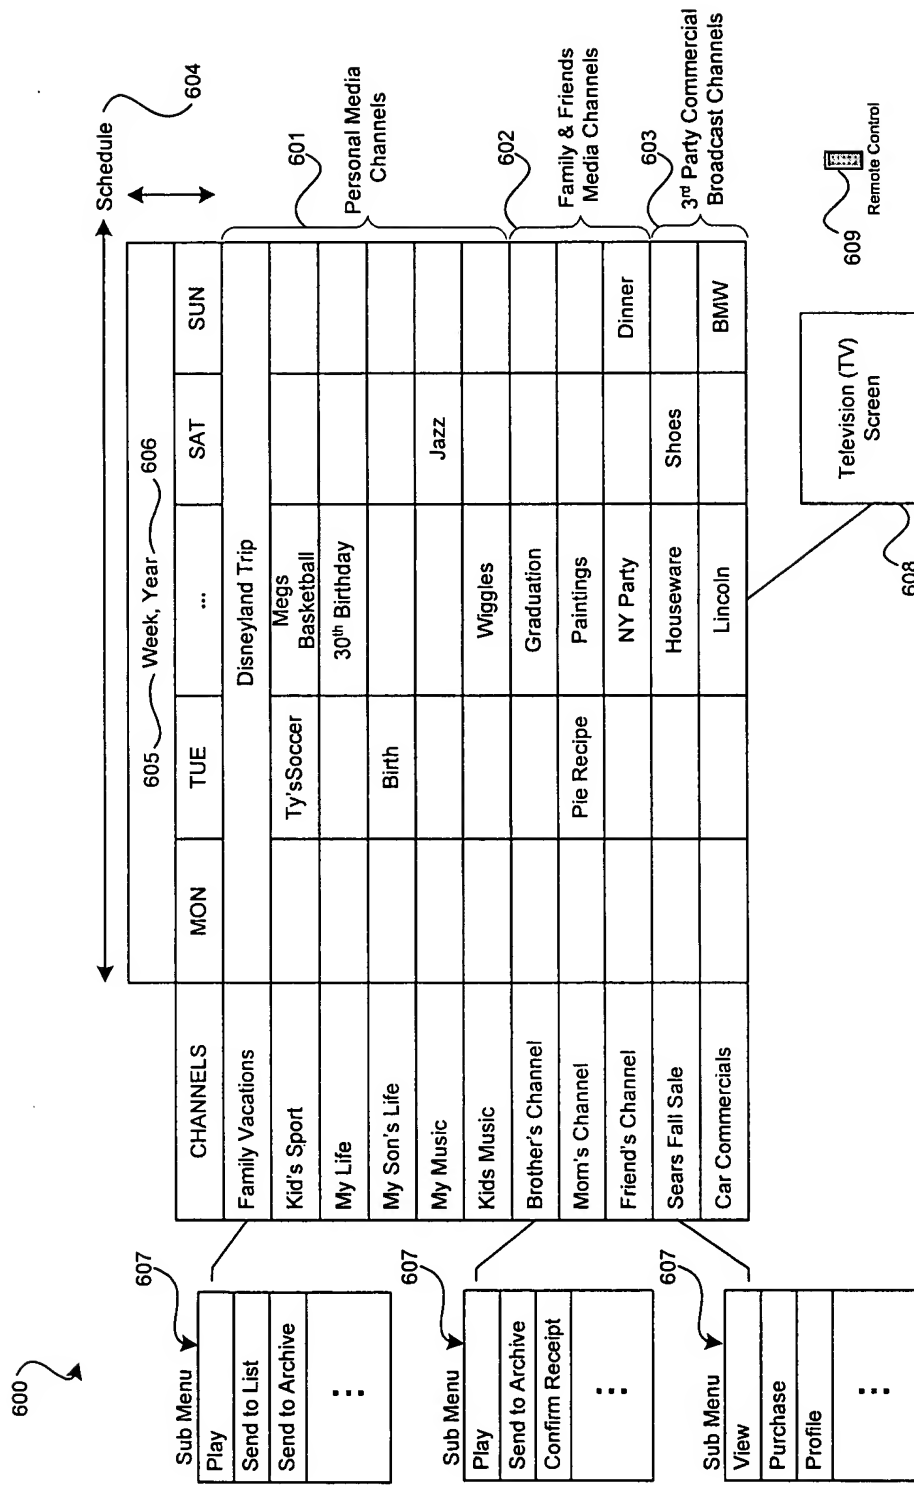 600
Schedule
604
605 Week, Year 606
CHANNELS MON TUE ... SAT SUN
Family Vacations Disneyland Trip
Kid's Sport Ty'sSoccer Megs
Basketball
My Life 30th Birthday
My Son's Life Birth
My Music Jazz
Kids Music Wiggles
Brother's Channel Graduation
Mom's Channel Pie Recipe Paintings
Friend's Channel NY Party Dinner
Sears Fall Sale Houseware Shoes
Car Commercials Lincoln BMW
601
Personal Media
Channels
602
Family & Friends
Media Channels
603
3rd Party Commercial
Broadcast Channels
Sub Menu
607
Play
Send to List
Send to Archive
...
Sub Menu
607
Play
Send to Archive
Confirm Receipt
...
Sub Menu
607
View
Purchase
Profile
...
Television (TV)
Screen
608
609
Remote Control